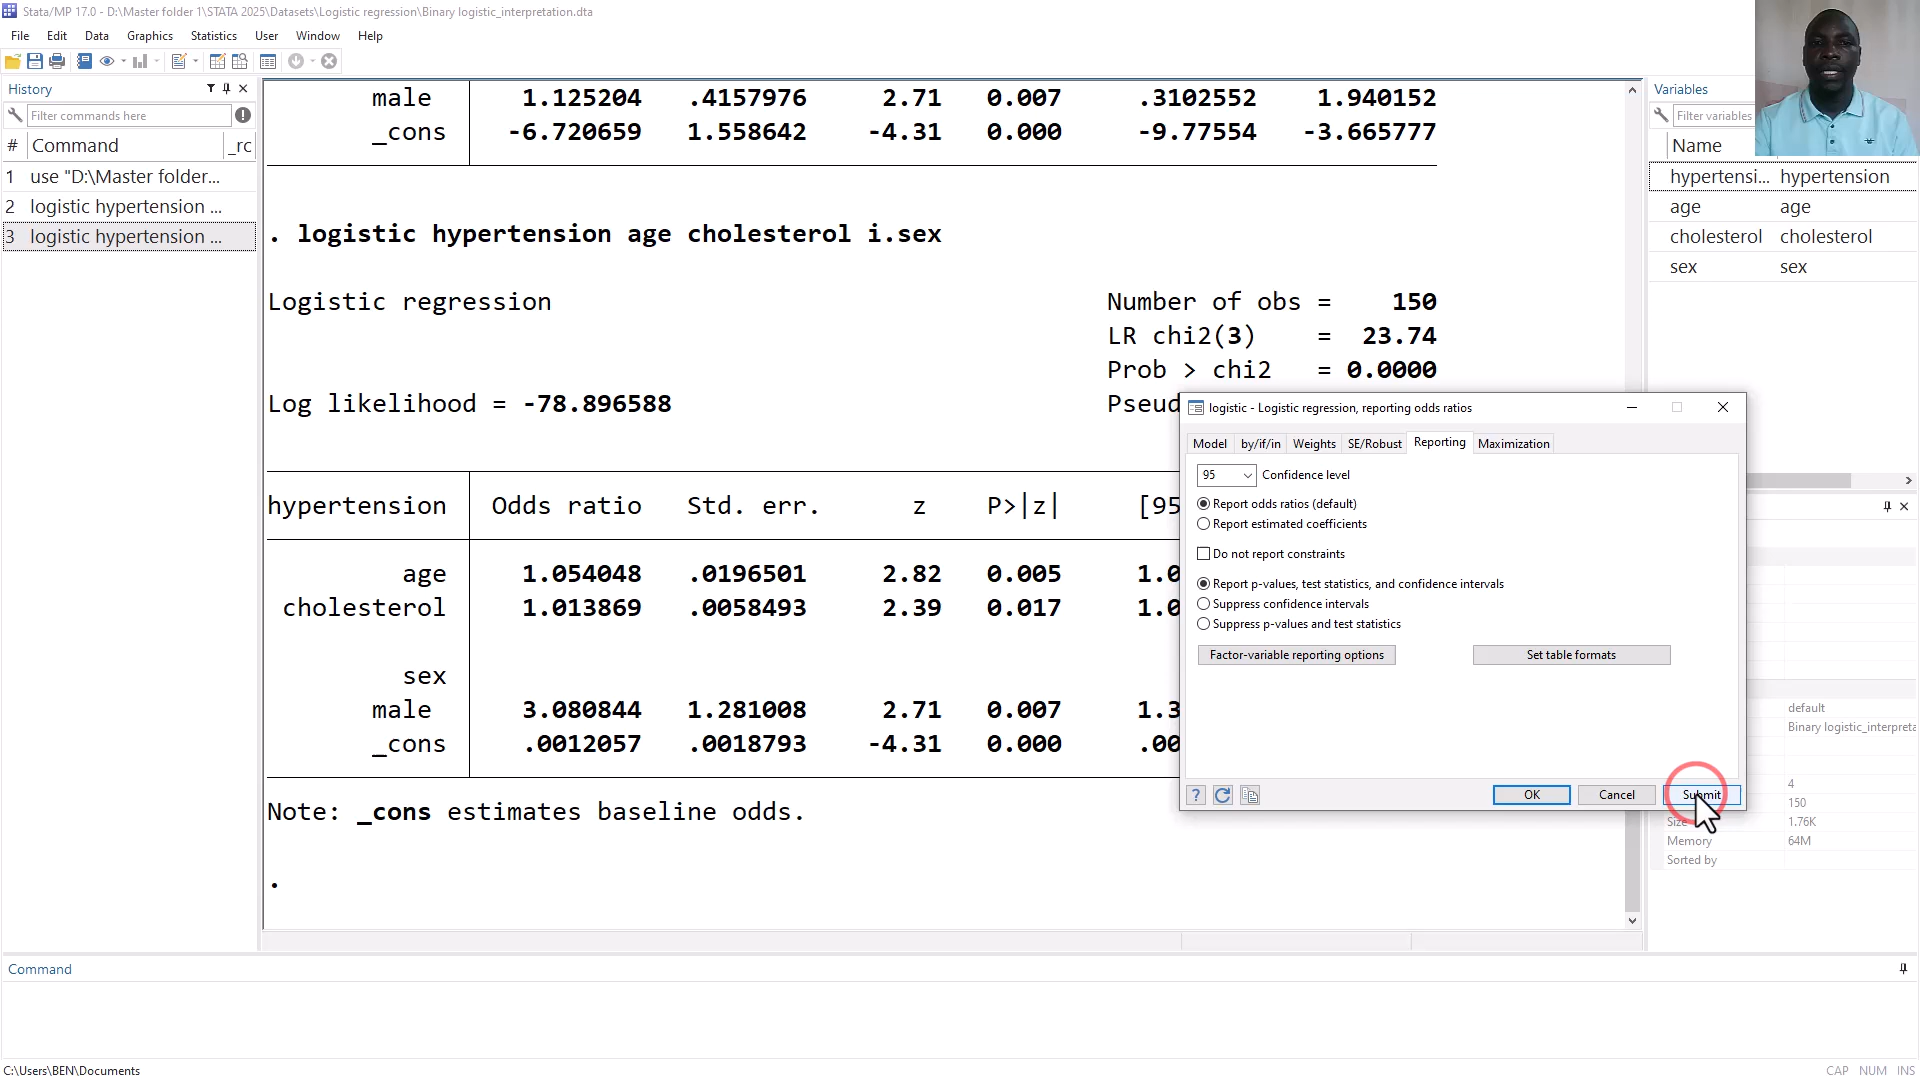 Stata/MP 17.0 - D:\Master folder 1\STATA 2025\Datasets\Logistic regression\Binary logistic_interpretation.dta
File Edit Data Graphics Statistics User Window Help
History
Filter commands here
# Command _rc
1 use "D:\Master folder...
2 logistic hypertension ...
3 logistic hypertension ...
male 1.125204 .4157976 2.71 0.007 .3102552 1.940152
_cons -6.720659 1.558642 -4.31 0.000 -9.77554 -3.665777
. logistic hypertension age cholesterol i.sex
Logistic regression Number of obs = 150
LR chi2(3) = 23.74
Prob > chi2 = 0.0000
Log likelihood = -78.896588 Pseud
hypertension Odds ratio Std. err. z P>|z| [95
age 1.054048 .0196501 2.82 0.005 1.0
cholesterol 1.013869 .0058493 2.39 0.017 1.0
sex
male 3.080844 1.281008 2.71 0.007 1.3
_cons .0012057 .0018793 -4.31 0.000 .00
Note: _cons estimates baseline odds.
.
logistic - Logistic regression, reporting odds ratios
Model by/if/in Weights SE/Robust Reporting Maximization
95 Confidence level
Report odds ratios (default)
Report estimated coefficients
Do not report constraints
Report p-values, test statistics, and confidence intervals
Suppress confidence intervals
Suppress p-values and test statistics
Factor-variable reporting options Set table formats
? OK Cancel Submit
Variables
Filter variables
Name
hypertensi... hypertension
age age
cholesterol cholesterol
sex sex
default
Binary logistic_interpreta
4
150
Size 1.76K
Memory 64M
Sorted by
Command
C:\Users\BEN\Documents
CAP NUM INS